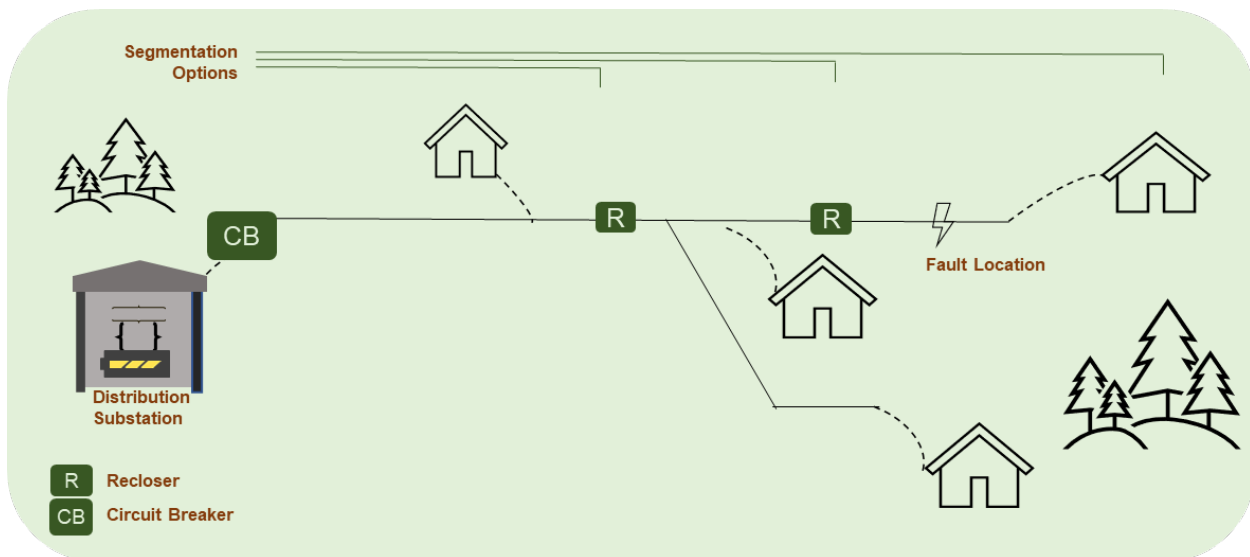 Segmentation
Options
R
R
CB
Fault Location
Distribution
Substation
R Recloser
CB Circuit Breaker